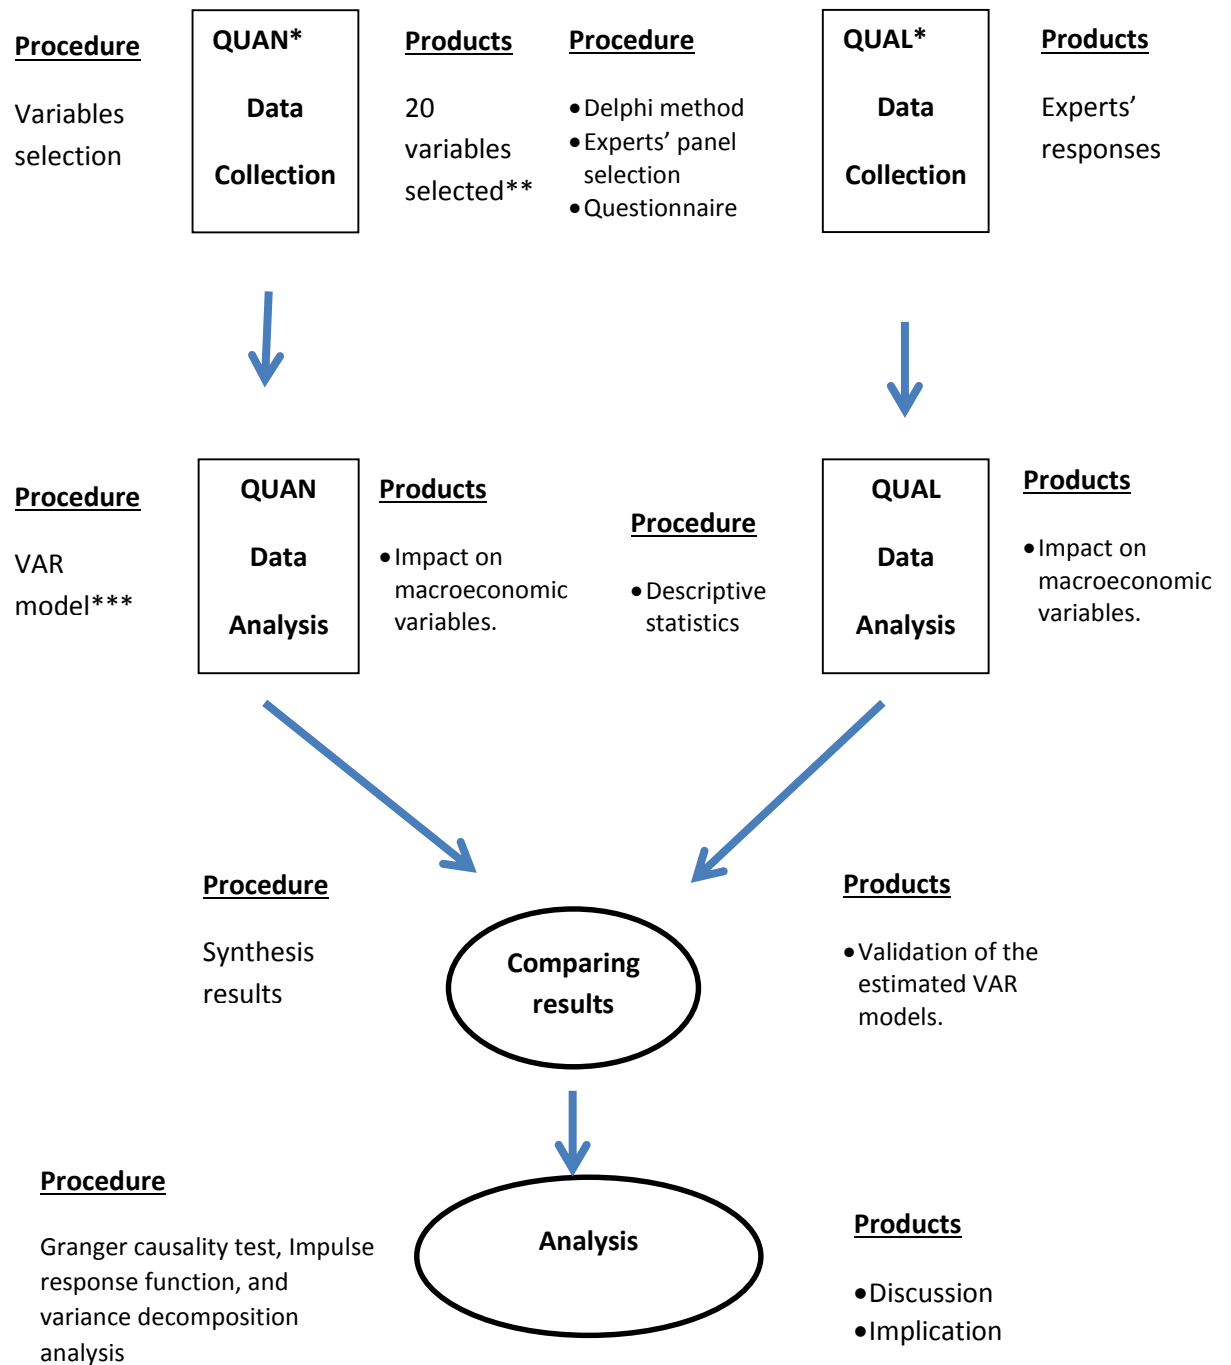 Procedure
Variables
selection
QUAN*
Data
Collection
Products
20
variables
selected**
Procedure
•Delphi method
•Experts’ panel
selection
•Questionnaire
QUAL*
Data
Collection
Products
Experts’
responses
Procedure
VAR
model***
QUAN
Data
Analysis
Products
•Impact on
macroeconomic
variables.
Procedure
•Descriptive
statistics
QUAL
Data
Analysis
Products
•Impact on
macroeconomic
variables.
Procedure
Synthesis
results
Comparing
results
Products
•Validation of the
estimated VAR
models.
Procedure
Granger causality test, Impulse
response function, and
variance decomposition
analysis
Analysis
Products
•Discussion
•Implication